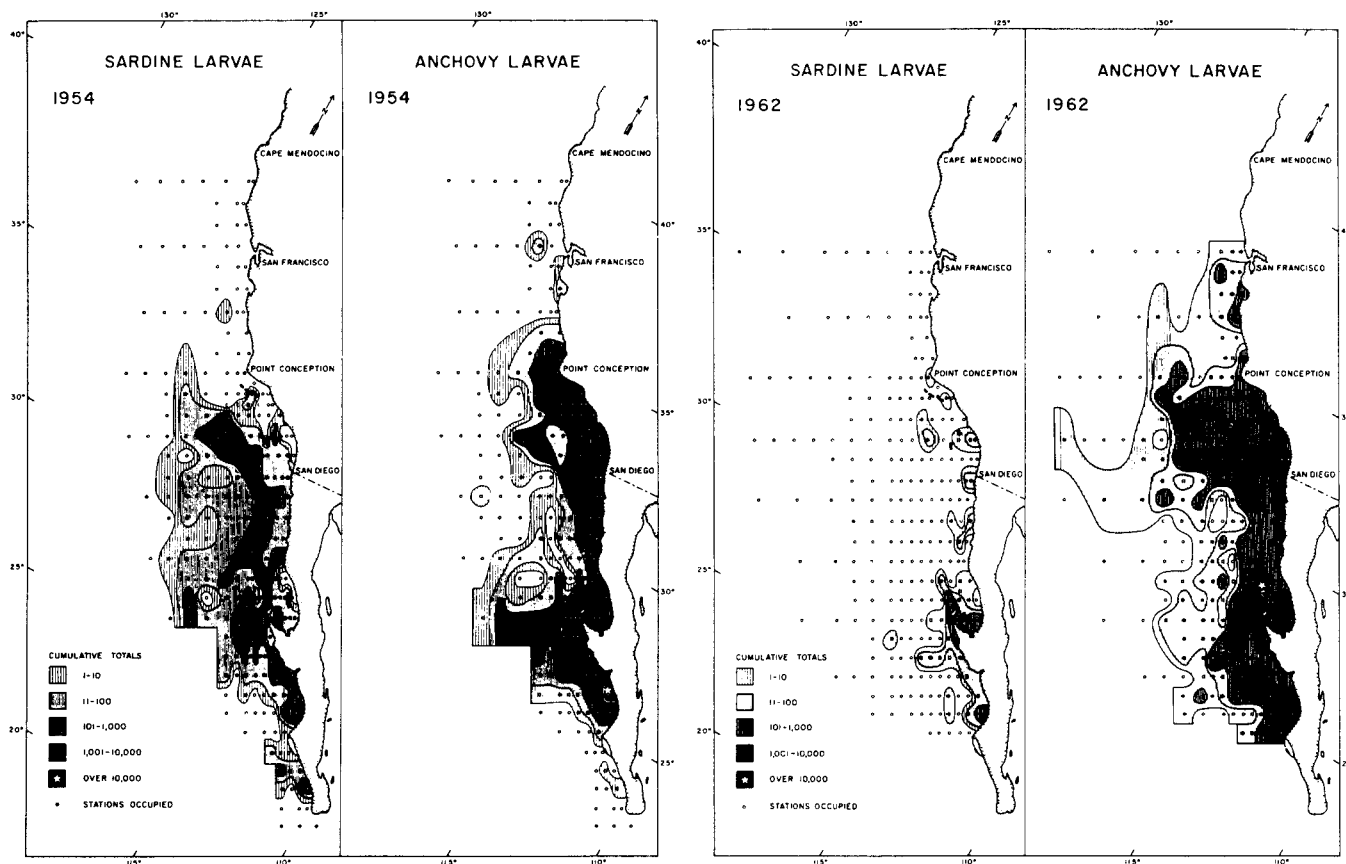 130°
125°
130°
130°
125°
130°
40°
40°
SARDINE LARVAE
ANCHOVY LARVAE
SARDINE LARVAE
ANCHOVY LARVAE
1954
1954
1962
1962
N
N
N
N
CAPE MENDOCINO
CAPE MENDOCINO
CAPE MENDOCINO
CAPE MENDOCINO
35°
40°
35°
SAN FRANCISCO
SAN FRANCISCO
SAN FRANCISCO
SAN FRANCISCO
POINT CONCEPTION
POINT CONCEPTION
POINT CONCEPTION
POINT CONCEPTION
30°
35°
30°
SAN DIEGO
SAN DIEGO
SAN DIEGO
SAN DIEGO
25°
30°
25°
CUMULATIVE TOTALS
1-10
11-100
101-1,000
1,001-10,000
OVER 10,000
STATIONS OCCUPIED
CUMULATIVE TOTALS
1-10
11-100
101-1,000
1,001-10,000
OVER 10,000
STATIONS OCCUPIED
20°
25°
20°
115°
110°
115°
110°
115°
110°
115°
110°